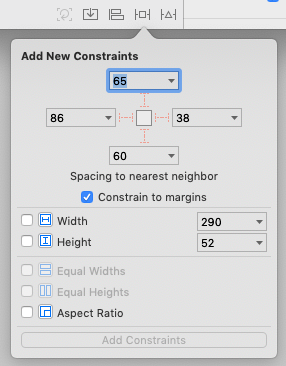 Add New Constraints
65
86 38
60
Spacing to nearest neighbor
Constrain to margins
Width 290
Height 52
Equal Widths
Equal Heights
Aspect Ratio
Add Constraints